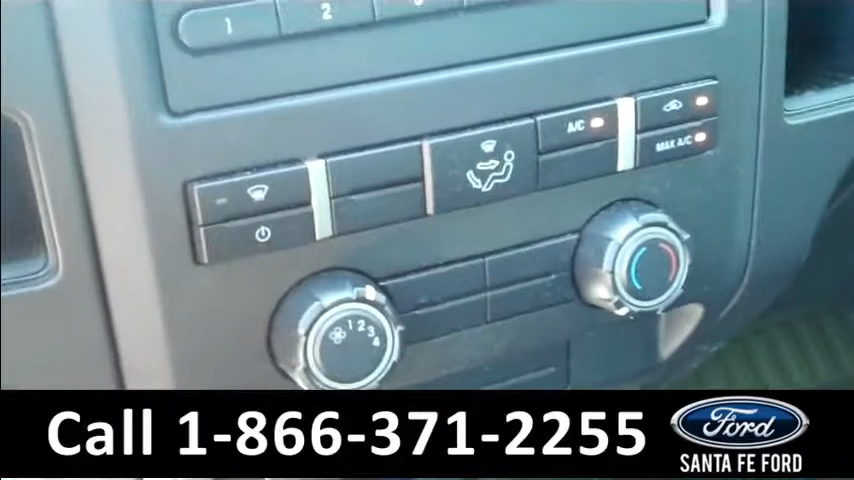 1 2
A/C
MAX A/C
1 2 3 4
Call 1-866-371-2255
Ford
SANTA FE FORD